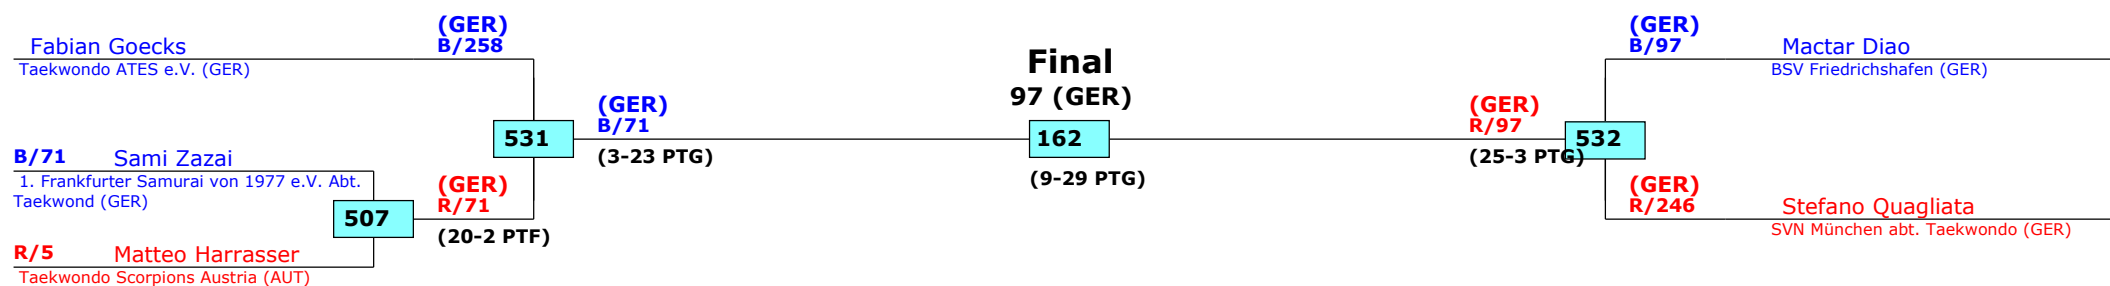 (GER)
B/258
Fabian Goecks
Taekwondo ATES e.V. (GER)
B/71 Sami Zazai
1. Frankfurter Samurai von 1977 e.V. Abt.
Taekwond (GER)
507
R/5 Matteo Harrasser
Taekwondo Scorpions Austria (AUT)
(GER)
R/71
(20-2 PTF)
531
(GER)
B/71
(3-23 PTG)
Final
97 (GER)
162
(9-29 PTG)
(GER)
R/97
(25-3 PTG)
532
(GER)
B/97
Mactar Diao
BSV Friedrichshafen (GER)
(GER)
R/246
Stefano Quagliata
SVN München abt. Taekwondo (GER)